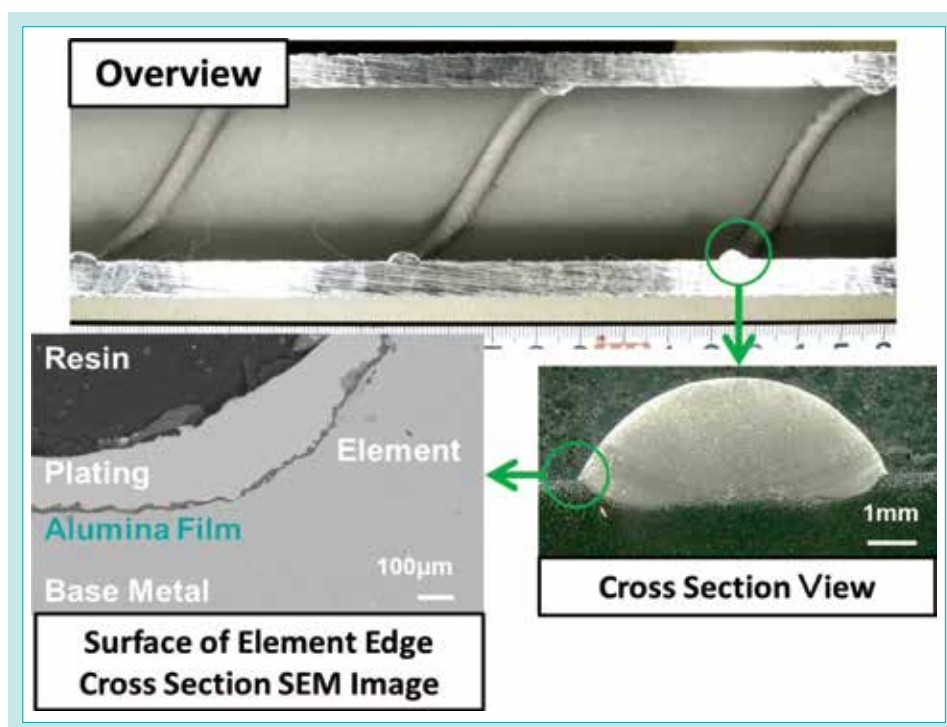 Overview
Resin
Plating
Element
Alumina Film
100µm
Base Metal
Surface of Element Edge
Cross Section SEM Image
1mm
Cross Section View